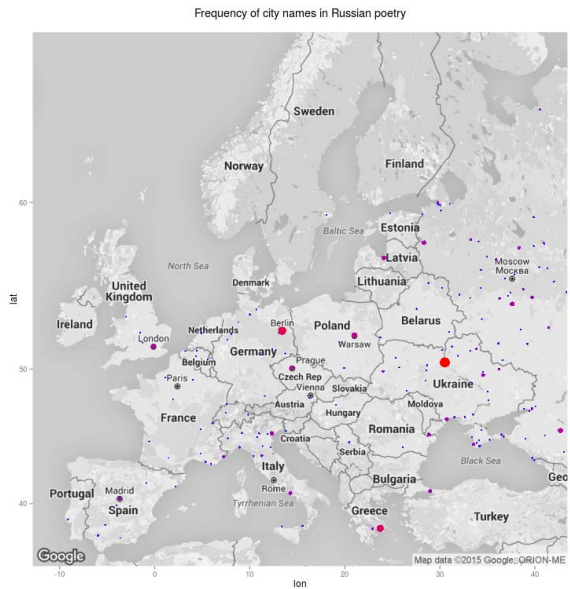 Frequency of city names in Russian poetry
Sweden
Norway
Finland
60
Estonia
Baltic Sea
Moscow
Москва
North Sea
Latvia
Denmark
Lithuania
United
Kingdom
Ireland
Netherlands
Berlin
Poland
Belarus
London
Warsaw
Germany
Belgium
Prague
50
Czech Rep
Paris
Ukraine
Vienna
Slovakia
Austria
Hungary
Moldova
France
Romania
Croatia
Serbia
Black Sea
Italy
Bulgaria
Geo
Rome
Portugal
Madrid
Spain
Tyrrhenian Sea
40
Greece
Turkey
Google
Map data ©2015 Google, ORION-ME
-10
0
10
20
30
40
lon
lat